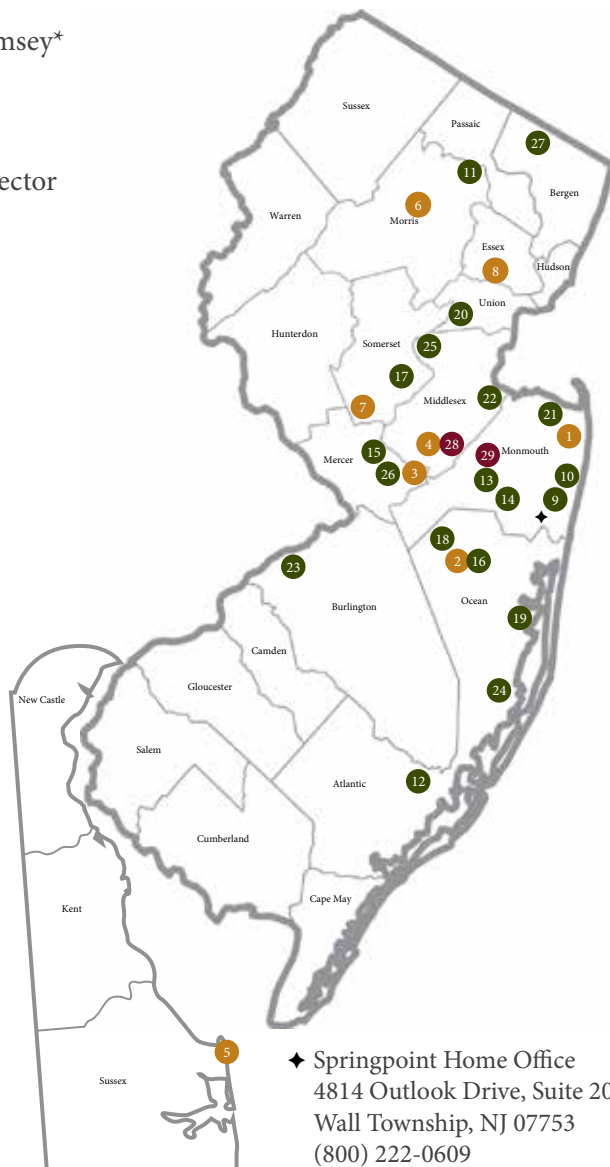 msey*
ector
Sussex
Passaic
27
11
Bergen
6
Warren
Morris
Essex
8
Hudson
Union
20
Hunterdon
Somerset
25
17
Middlesex
22
7
21
1
4
28
Monmouth
15
29
Mercer
26
3
13
10
14
9
18
2
16
23
Burlington
Ocean
19
Camden
Gloucester
New Castle
24
Salem
Atlantic
12
Cumberland
Cape May
Kent
5
Sussex
Springpoint Home Office
4814 Outlook Drive, Suite 20
Wall Township, NJ 07753
(800) 222-0609